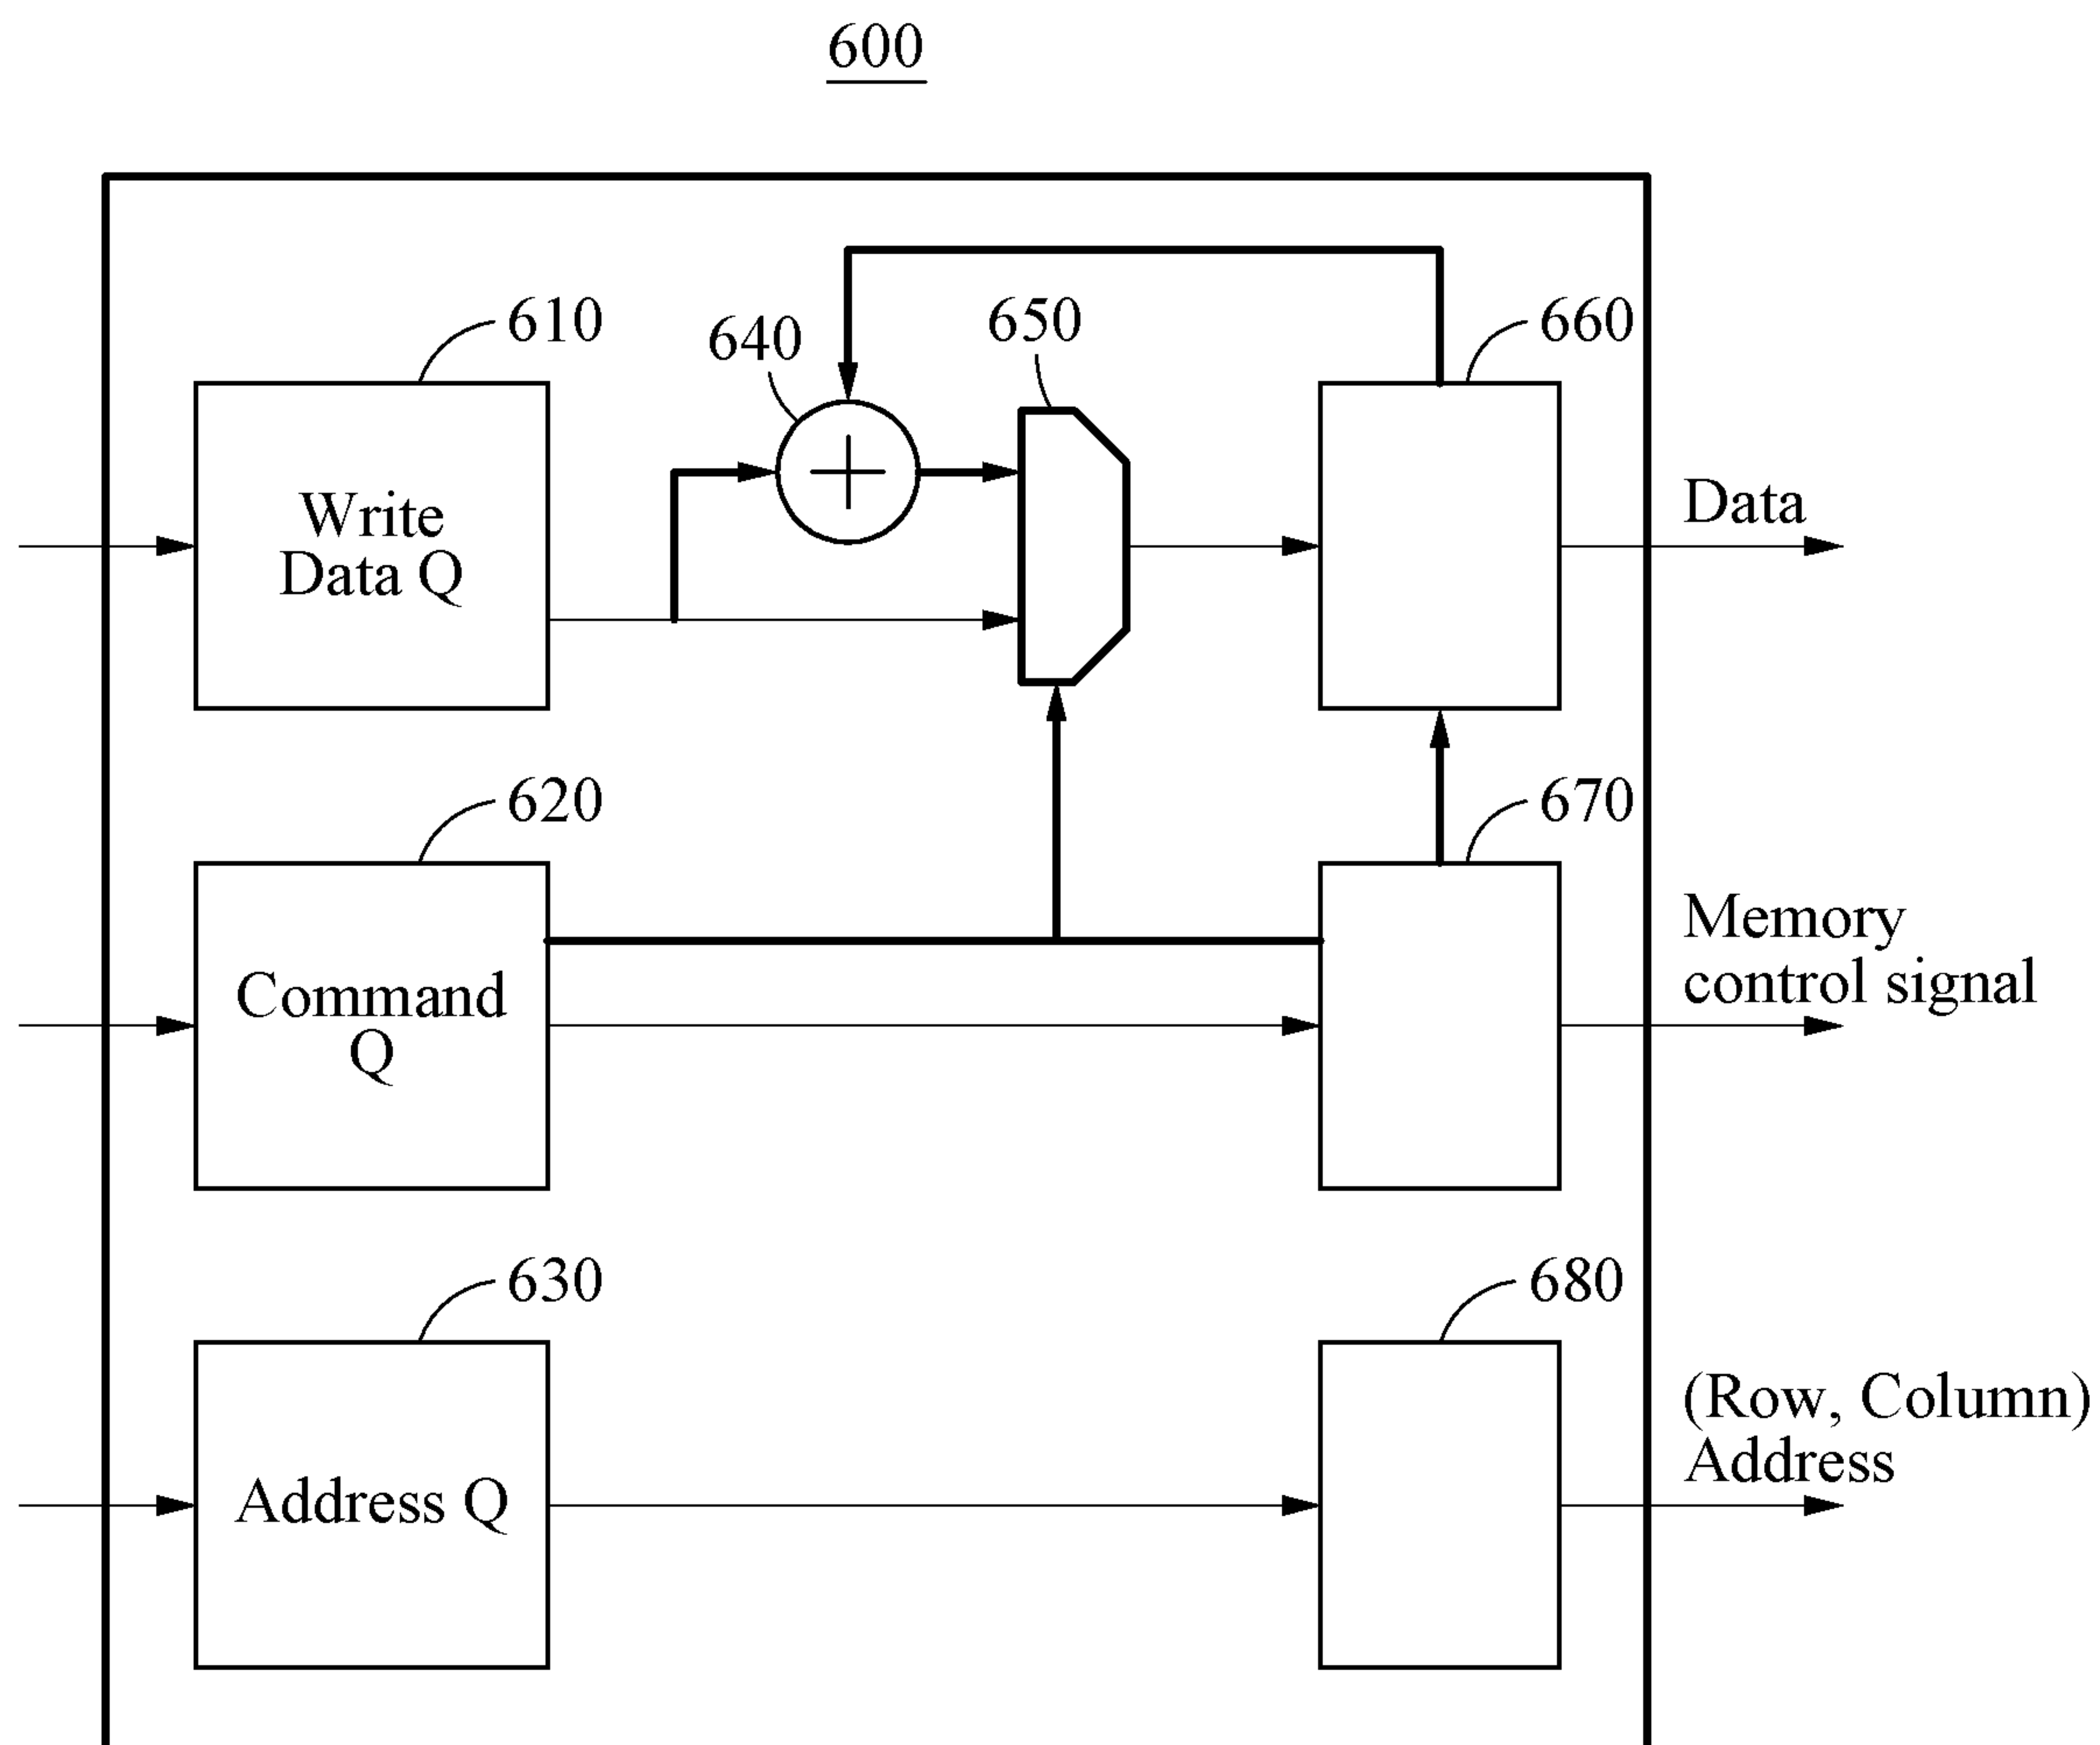 600
610
640
650
660
Write
Data Q
Data
620
670
Command
Q
Memory
control signal
630
680
Address Q
(Row, Column)
Address